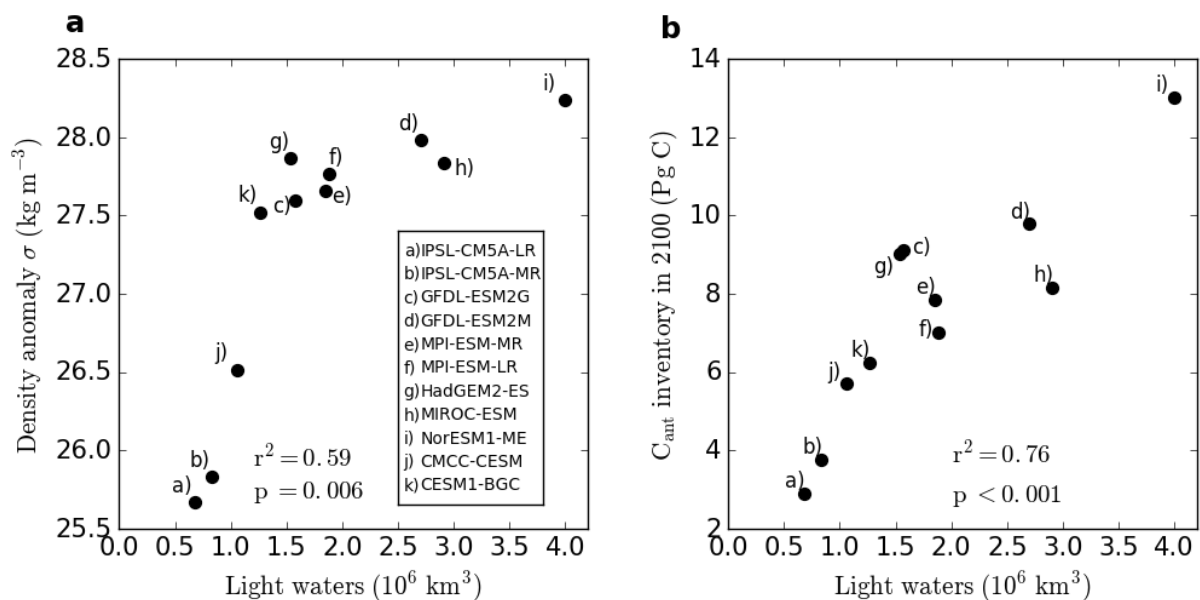 a
28.5
28.0
27.5
27.0
26.5
26.0
25.5
Density anomaly σ (kg m⁻³)
i)
d)
h)
g)
f)
k)
c)
e)
j)
b)
a)
r² = 0.59
p = 0.006
a)IPSL-CM5A-LR
b)IPSL-CM5A-MR
c)GFDL-ESM2G
d)GFDL-ESM2M
e)MPI-ESM-MR
f)MPI-ESM-LR
g)HadGEM2-ES
h)MIROC-ESM
i)NorESM1-ME
j)CMCC-CESM
k)CESM1-BGC
0.0 0.5 1.0 1.5 2.0 2.5 3.0 3.5 4.0
Light waters (10⁶ km³)
b
14
12
10
8
6
4
2
C_ant inventory in 2100 (Pg C)
i)
d)
c)
g)
h)
e)
f)
k)
j)
b)
a)
r² = 0.76
p < 0.001
0.0 0.5 1.0 1.5 2.0 2.5 3.0 3.5 4.0
Light waters (10⁶ km³)